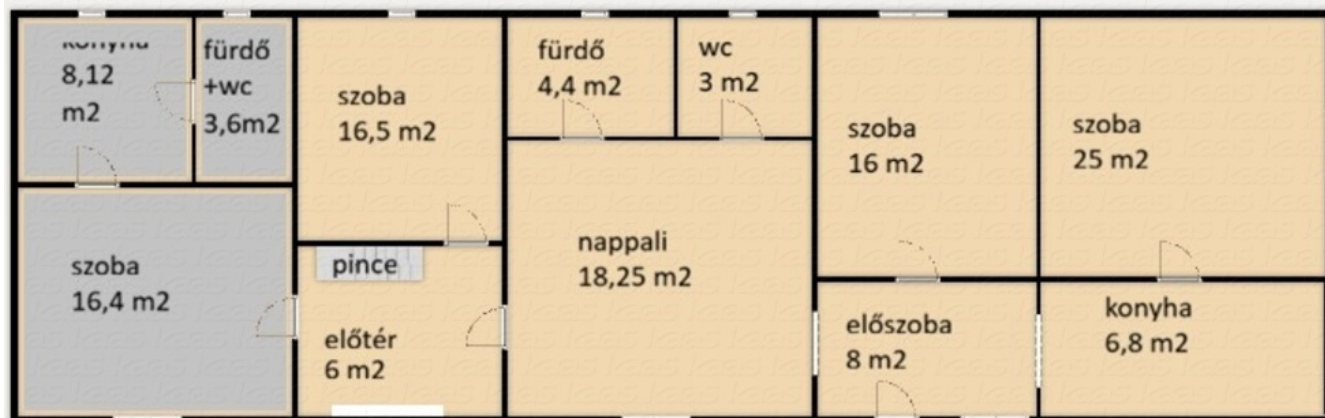 konyha
8,12
m2
fürdő
+wc
3,6m2
szoba
16,5 m2
fürdő
4,4 m2
wc
3 m2
szoba
16 m2
szoba
25 m2
szoba
16,4 m2
pince
előtér
6 m2
nappali
18,25 m2
előszoba
8 m2
konyha
6,8 m2